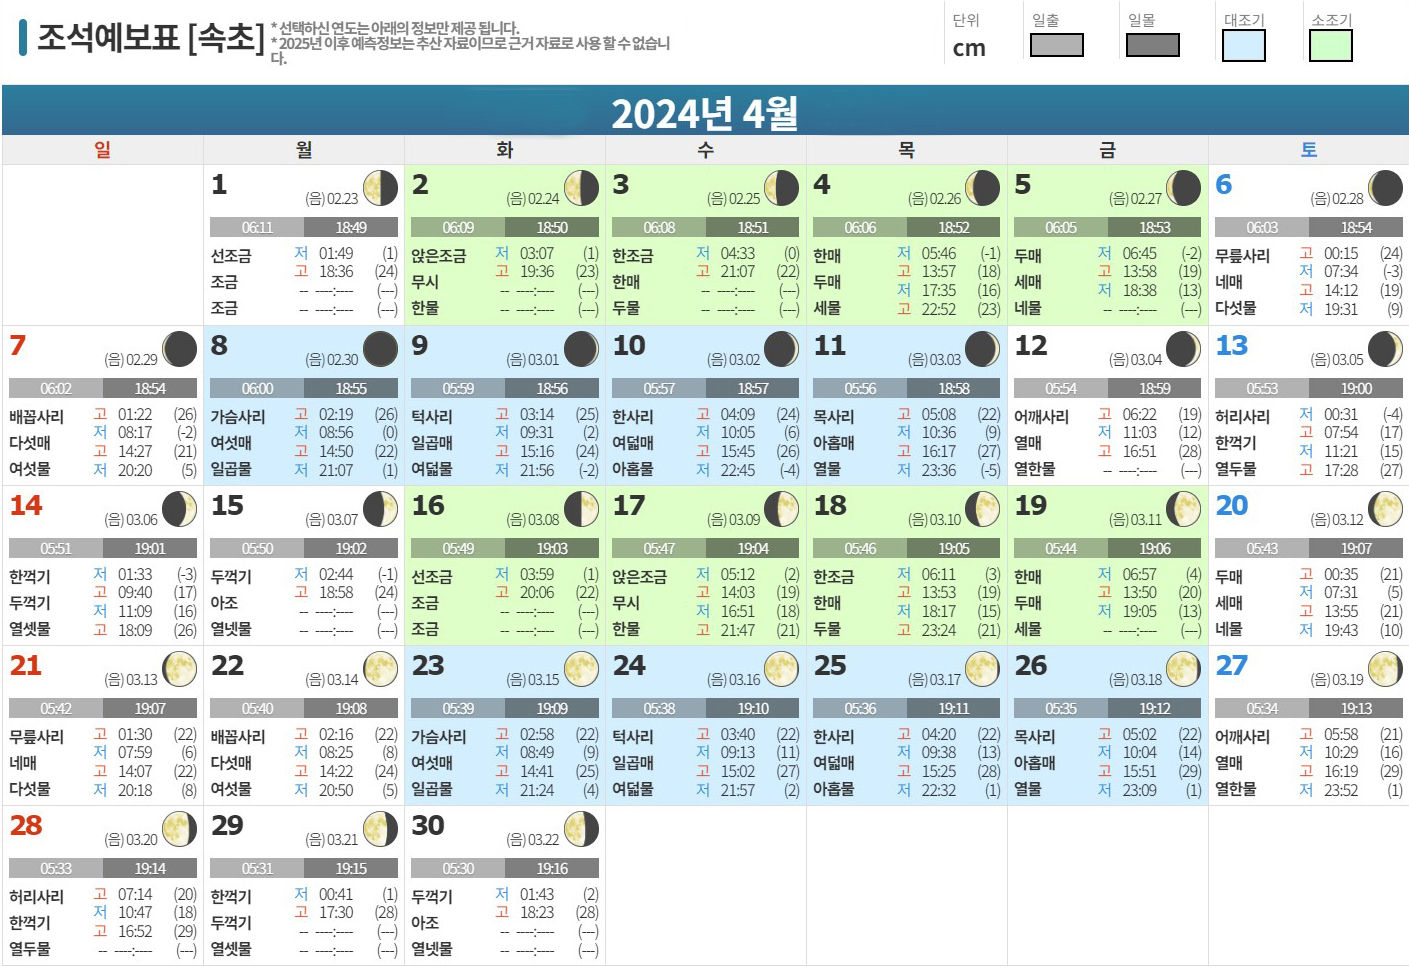 조석예보표 [속초]
* 선택하신 연도는 아래의 정보만 제공 됩니다.
* 2025년 이후 예측정보는 추산 자료이므로 근거 자료로 사용 할 수 없습니
다.
단위 일출 일몰 대조기 소조기
cm
2024년 4월
일 월 화 수 목 금 토
1 (음) 02.23
06:11 18:49
선조금 저 01:49 (1)
고 18:36 (24)
조금 -- ----:---- (---)
조금 -- ----:---- (---)
2 (음) 02.24
06:09 18:50
앉은조금 저 03:07 (1)
고 19:36 (23)
무시 -- ----:---- (---)
한물 -- ----:---- (---)
3 (음) 02.25
06:08 18:51
한조금 저 04:33 (0)
고 21:07 (22)
한매 -- ----:---- (---)
두물 -- ----:---- (---)
4 (음) 02.26
06:06 18:52
한매 저 05:46 (-1)
고 13:57 (18)
두매 저 17:35 (16)
세물 고 22:52 (23)
5 (음) 02.27
06:05 18:53
두매 저 06:45 (-2)
고 13:58 (19)
세매 저 18:38 (13)
네물 -- ----:---- (---)
6 (음) 02.28
06:03 18:54
무릎사리 고 00:15 (24)
저 07:34 (-3)
네매 고 14:12 (19)
다섯물 저 19:31 (9)
7 (음) 02.29
06:02 18:54
배꼽사리 고 01:22 (26)
저 08:17 (-2)
다섯매 고 14:27 (21)
여섯물 저 20:20 (5)
8 (음) 02.30
06:00 18:55
가슴사리 고 02:19 (26)
저 08:56 (0)
여섯매 고 14:50 (22)
일곱물 저 21:07 (1)
9 (음) 03.01
05:59 18:56
턱사리 고 03:14 (25)
저 09:31 (2)
일곱매 고 15:16 (24)
여덟물 저 21:56 (-2)
10 (음) 03.02
05:57 18:57
한사리 고 04:09 (24)
저 10:05 (6)
여덟매 고 15:45 (26)
아홉물 저 22:45 (-4)
11 (음) 03.03
05:56 18:58
목사리 고 05:08 (22)
저 10:36 (9)
아홉매 고 16:17 (27)
열물 저 23:36 (-5)
12 (음) 03.04
05:54 18:59
어깨사리 고 06:22 (19)
저 11:03 (12)
열매 고 16:51 (28)
열한물 -- ----:---- (---)
13 (음) 03.05
05:53 19:00
허리사리 저 00:31 (-4)
고 07:54 (17)
한꺽기 저 11:21 (15)
열두물 고 17:28 (27)
14 (음) 03.06
05:51 19:01
한꺽기 저 01:33 (-3)
고 09:40 (17)
두꺽기 저 11:09 (16)
열셋물 고 18:09 (26)
15 (음) 03.07
05:50 19:02
두꺽기 저 02:44 (-1)
고 18:58 (24)
아조 -- ----:---- (---)
열넷물 -- ----:---- (---)
16 (음) 03.08
05:49 19:03
선조금 저 03:59 (1)
고 20:06 (22)
조금 -- ----:---- (---)
조금 -- ----:---- (---)
17 (음) 03.09
05:47 19:04
앉은조금 저 05:12 (2)
고 14:03 (19)
무시 저 16:51 (18)
한물 고 21:47 (21)
18 (음) 03.10
05:46 19:05
한조금 저 06:11 (3)
고 13:53 (19)
한매 저 18:17 (15)
두물 고 23:24 (21)
19 (음) 03.11
05:44 19:06
한매 저 06:57 (4)
고 13:50 (20)
두매 저 19:05 (13)
세물 -- ----:---- (---)
20 (음) 03.12
05:43 19:07
두매 고 00:35 (21)
저 07:31 (5)
세매 고 13:55 (21)
네물 저 19:43 (10)
21 (음) 03.13
05:42 19:07
무릎사리 고 01:30 (22)
저 07:59 (6)
네매 고 14:07 (22)
다섯물 저 20:18 (8)
22 (음) 03.14
05:40 19:08
배꼽사리 고 02:16 (22)
저 08:25 (8)
다섯매 고 14:22 (24)
여섯물 저 20:50 (5)
23 (음) 03.15
05:39 19:09
가슴사리 고 02:58 (22)
저 08:49 (9)
여섯매 고 14:41 (25)
일곱물 저 21:24 (4)
24 (음) 03.16
05:38 19:10
턱사리 고 03:40 (22)
저 09:13 (11)
일곱매 고 15:02 (27)
여덟물 저 21:57 (2)
25 (음) 03.17
05:36 19:11
한사리 고 04:20 (22)
저 09:38 (13)
여덟매 고 15:25 (28)
아홉물 저 22:32 (1)
26 (음) 03.18
05:35 19:12
목사리 고 05:02 (22)
저 10:04 (14)
아홉매 고 15:51 (29)
열물 저 23:09 (1)
27 (음) 03.19
05:34 19:13
어깨사리 고 05:58 (21)
저 10:29 (16)
열매 고 16:19 (29)
열한물 저 23:52 (1)
28 (음) 03.20
05:33 19:14
허리사리 고 07:14 (20)
저 10:47 (18)
한꺽기 고 16:52 (29)
열두물 -- ----:---- (---)
29 (음) 03.21
05:31 19:15
한꺽기 저 00:41 (1)
고 17:30 (28)
두꺽기 -- ----:---- (---)
열셋물 -- ----:---- (---)
30 (음) 03.22
05:30 19:16
두꺽기 저 01:43 (2)
고 18:23 (28)
아조 -- ----:---- (---)
열넷물 -- ----:---- (---)